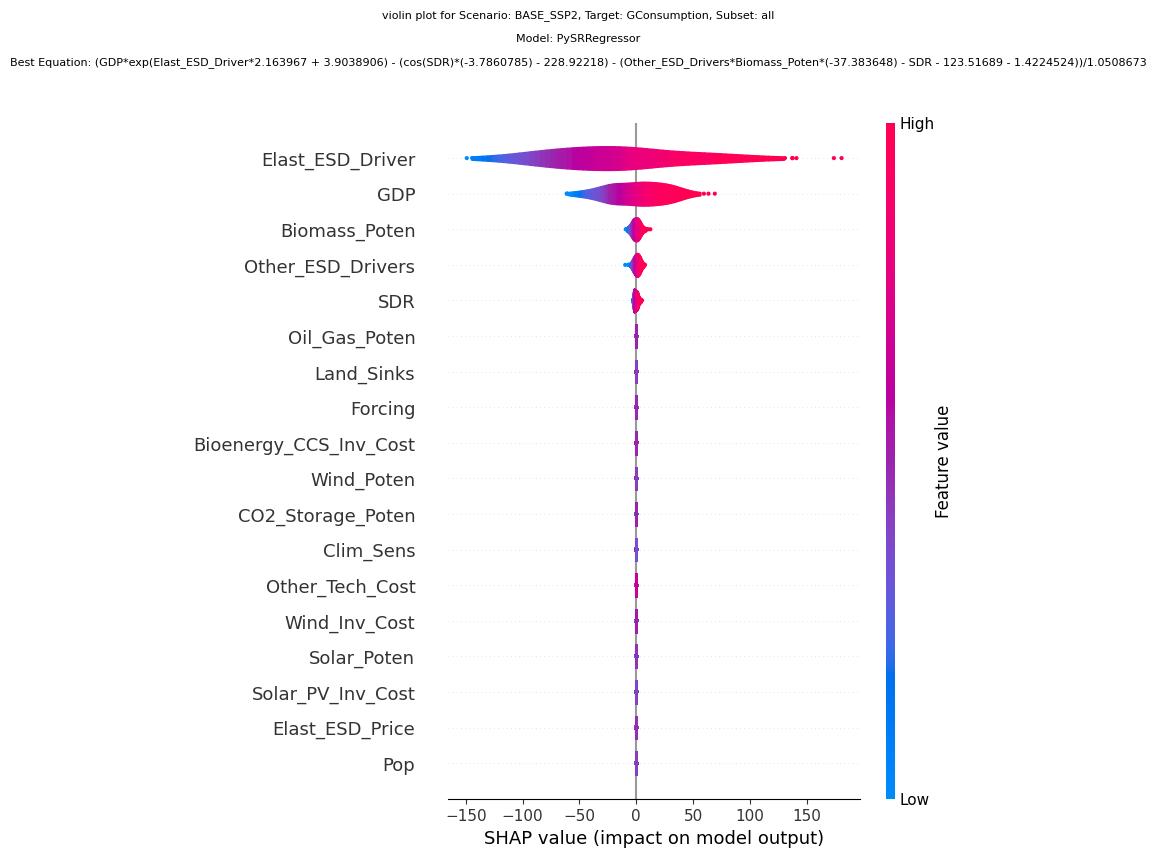 violin plot for Scenario: BASE_SSP2, Target: GConsumption, Subset: all
Model: PySRRegressor
Best Equation: (GDP*exp(Elast_ESD_Driver*2.163967 + 3.9038906) - (cos(SDR)*(-3.7860785) - 228.92218) - (Other_ESD_Drivers*Biomass_Poten*(-37.383648) - SDR - 123.51689 - 1.4224524))/1.0508673
High
Elast_ESD_Driver
GDP
Biomass_Poten
Other_ESD_Drivers
SDR
Oil_Gas_Poten
Land_Sinks
Forcing
Bioenergy_CCS_Inv_Cost
Wind_Poten
CO2_Storage_Poten
Clim_Sens
Other_Tech_Cost
Wind_Inv_Cost
Solar_Poten
Solar_PV_Inv_Cost
Elast_ESD_Price
Pop
Feature value
Low
−150 −100 −50 0 50 100 150
SHAP value (impact on model output)